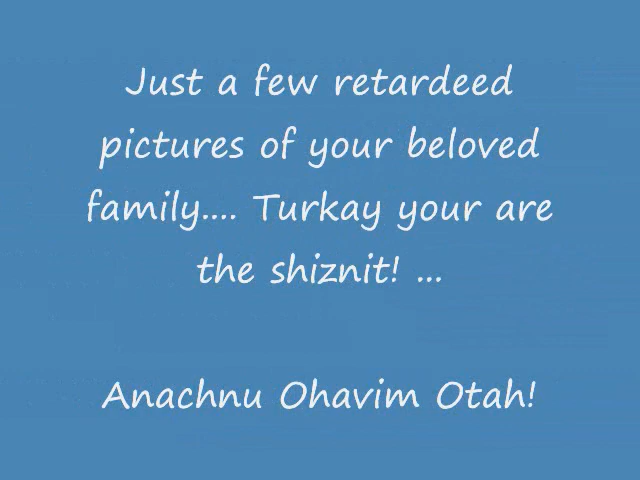 Just a few retardeed
pictures of your beloved
family.... Turkay your are
the shiznit! ...
Anachnu Ohavim Otah!